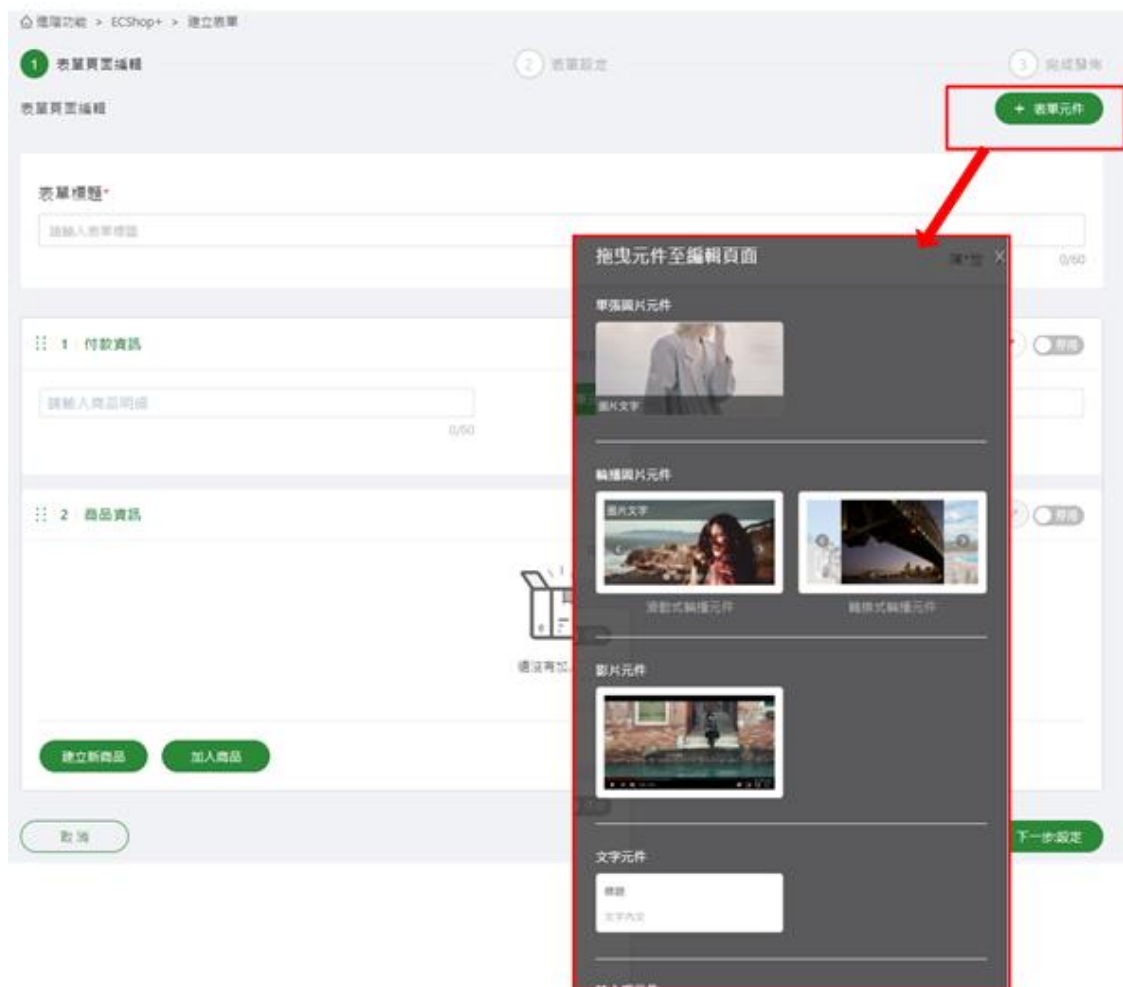 進階功能 > ECShop+ > 建立表單
1 表單頁面編輯
2 表單設定
3 完成發佈
表單頁面編輯
+ 表單元件
表單標題*
請輸入表單標題
0/60
1 付款資訊
請輸入商品明細
0/60
2 商品資訊
還沒有加
建立新商品
加入商品
取消
下一步:設定
拖曳元件至編輯頁面
單張圖片元件
圖片文字
輪播圖片元件
圖片文字
滑動式輪播元件
輪換式輪播元件
影片元件
文字元件
標題
文字內文